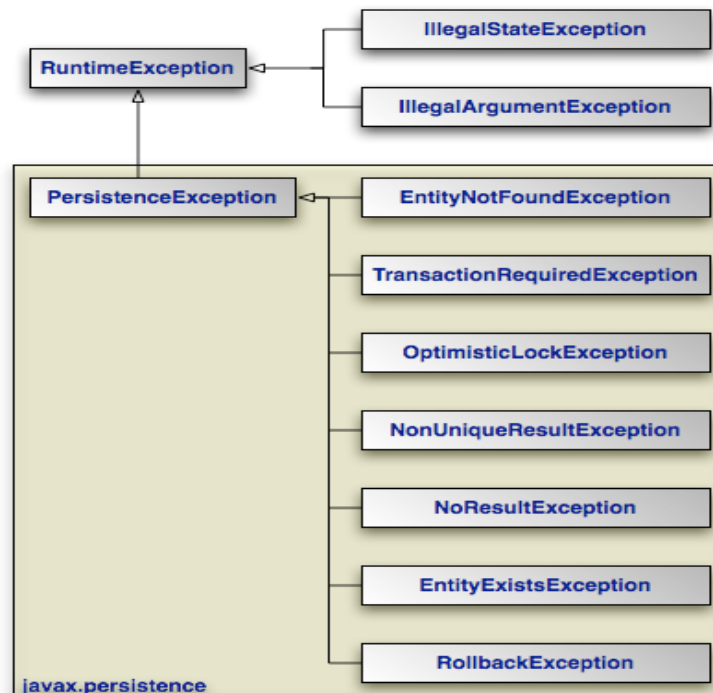 IllegalStateException
RuntimeException
IllegalArgumentException
PersistenceException
EntityNotFoundException
TransactionRequiredException
OptimisticLockException
NonUniqueResultException
NoResultException
EntityExistsException
RollbackException
javax.persistence